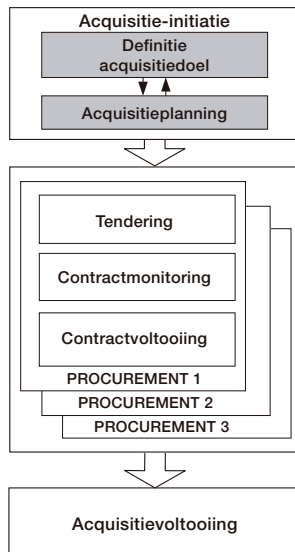 Acquisitie-initiatie
Definitie
acquisitiedoel
Acquisitieplanning
Tendering
Contractmonitoring
Contractvoltooiing
PROCUREMENT 1
PROCUREMENT 2
PROCUREMENT 3
Acquisitievoltooiing